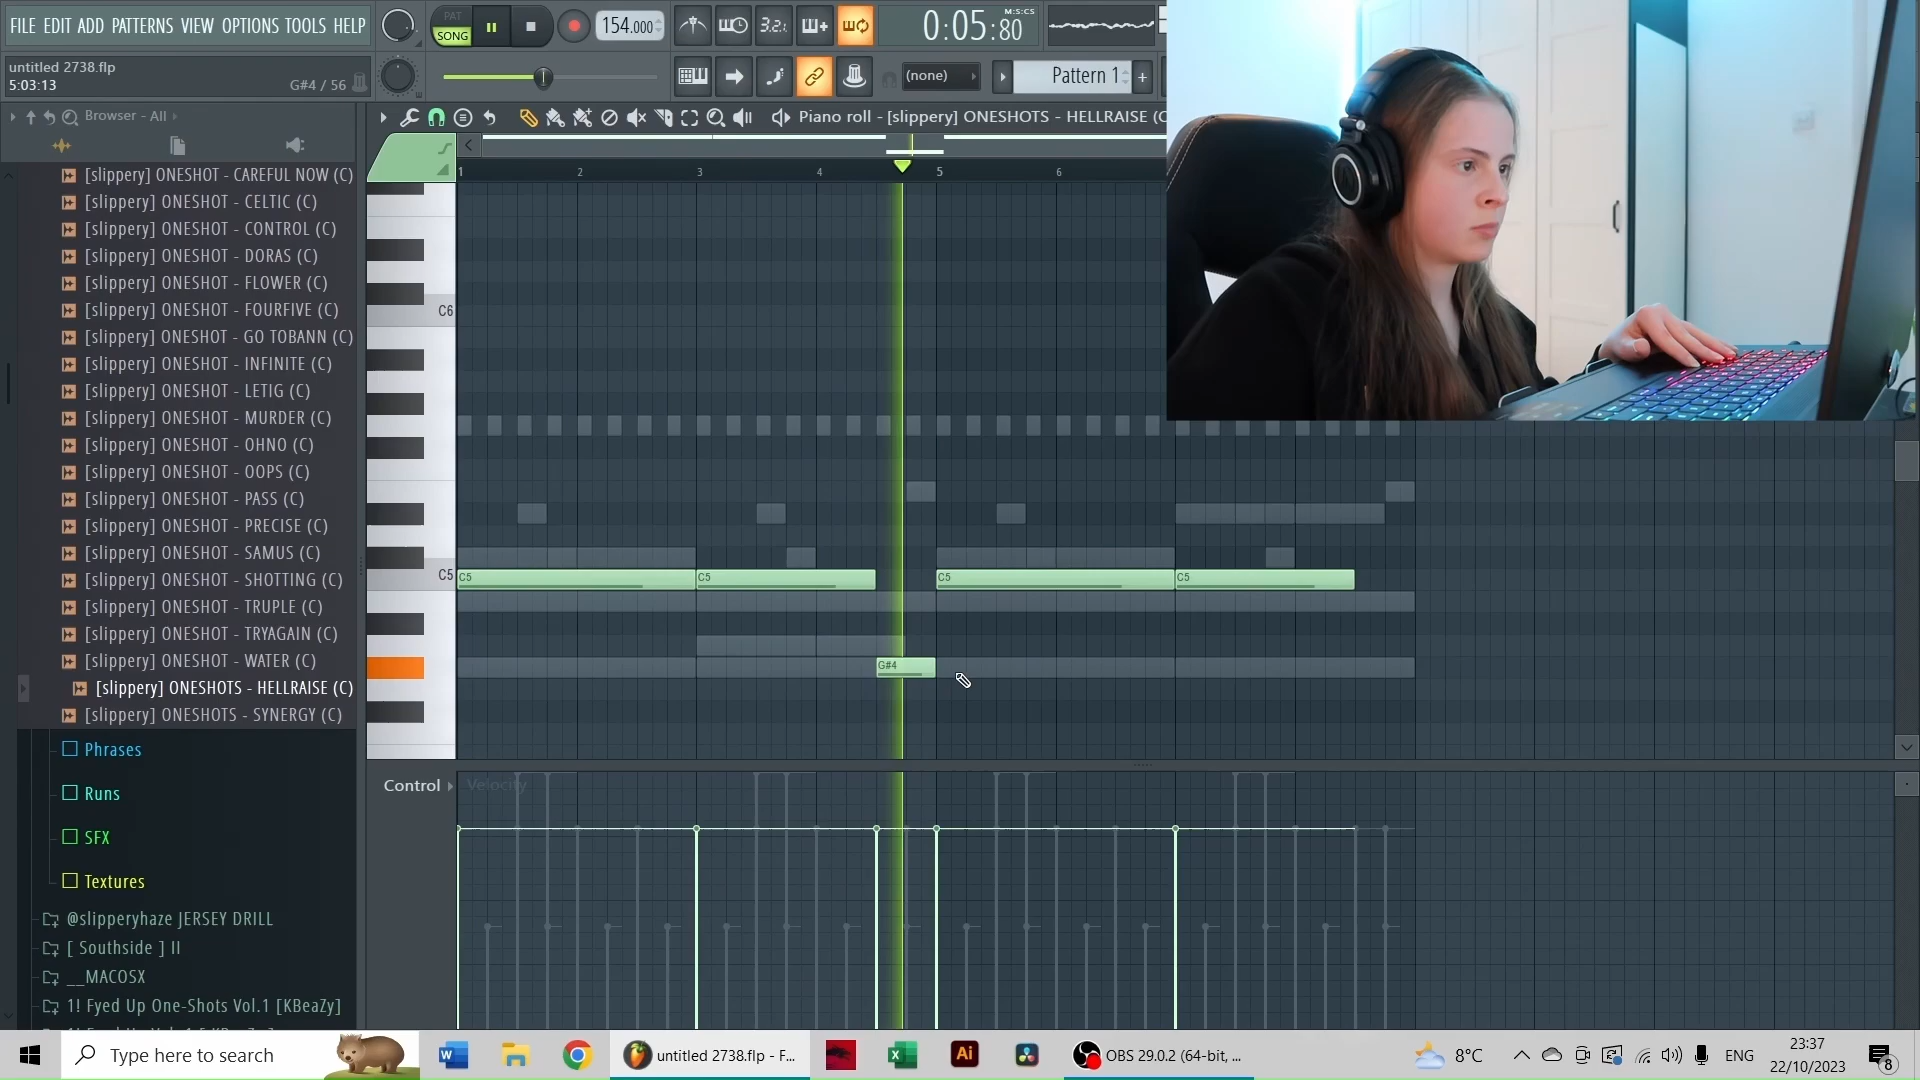 FILE EDIT ADD PATTERNS VIEW OPTIONS TOOLS HELP
PAT
SONG
154.000
3.2.
0:05:80
M:S:CS
untitled 2738.flp
5:03:13
G#4 / 56
(none)
Pattern 1
+
Browser - All
Piano roll - [slippery] ONESHOTS - HELLRAISE (C
1
2
3
4
5
6
[slippery] ONESHOT - CAREFUL NOW (C)
[slippery] ONESHOT - CELTIC (C)
[slippery] ONESHOT - CONTROL (C)
[slippery] ONESHOT - DORAS (C)
[slippery] ONESHOT - FLOWER (C)
[slippery] ONESHOT - FOURFIVE (C)
[slippery] ONESHOT - GO TOBANN (C)
[slippery] ONESHOT - INFINITE (C)
[slippery] ONESHOT - LETIG (C)
[slippery] ONESHOT - MURDER (C)
[slippery] ONESHOT - OHNO (C)
[slippery] ONESHOT - OOPS (C)
[slippery] ONESHOT - PASS (C)
[slippery] ONESHOT - PRECISE (C)
[slippery] ONESHOT - SAMUS (C)
[slippery] ONESHOT - SHOTTING (C)
[slippery] ONESHOT - TRUPLE (C)
[slippery] ONESHOT - TRYAGAIN (C)
[slippery] ONESHOT - WATER (C)
[slippery] ONESHOTS - HELLRAISE (C)
[slippery] ONESHOTS - SYNERGY (C)
Phrases
Runs
SFX
Textures
@slipperyhaze JERSEY DRILL
[ Southside ] II
__MACOSX
1! Fyed Up One-Shots Vol.1 [KBeaZy]
C6
C5
C5
C5
C5
C5
G#4
Control
Velocity
Type here to search
untitled 2738.flp - F...
Ai
OBS 29.0.2 (64-bit, ...
8°C
ENG
23:37
22/10/2023
8